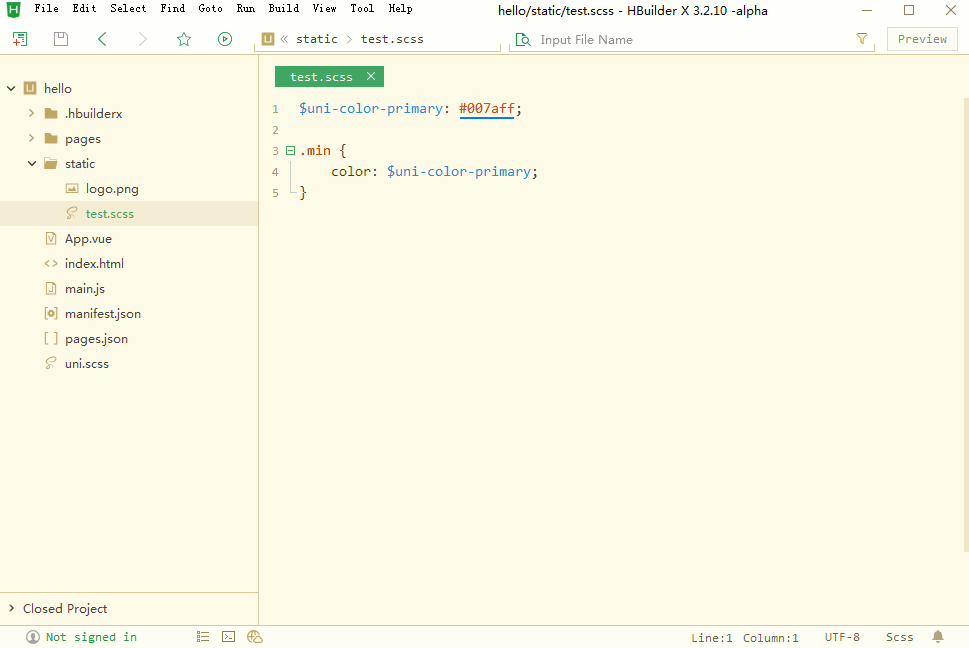 File Edit Select Find Goto Run Build View Tool Help hello/static/test.scss - HBuilder X 3.2.10 -alpha
U « static > test.scss Input File Name Preview
hello
.hbuilderx
pages
static
logo.png
test.scss
App.vue
index.html
main.js
manifest.json
pages.json
uni.scss
test.scss
1 $uni-color-primary: #007aff;
2
3 .min {
4 color: $uni-color-primary;
5 }
Closed Project
Not signed in Line:1 Column:1 UTF-8 Scss